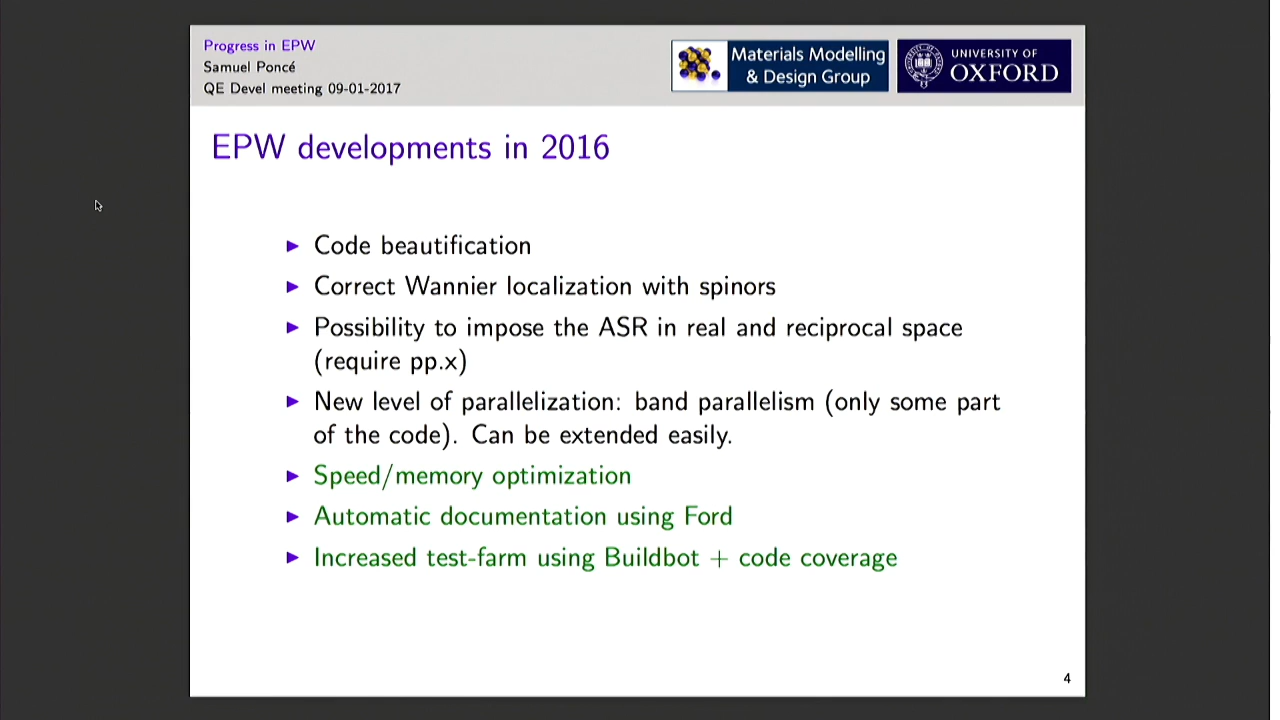 Progress in EPW
Samuel Poncé
QE Devel meeting 09-01-2017
Materials Modelling
& Design Group
UNIVERSITY OF
OXFORD
EPW developments in 2016
Code beautification
Correct Wannier localization with spinors
Possibility to impose the ASR in real and reciprocal space
(require pp.x)
New level of parallelization: band parallelism (only some part
of the code). Can be extended easily.
Speed/memory optimization
Automatic documentation using Ford
Increased test-farm using Buildbot + code coverage
4